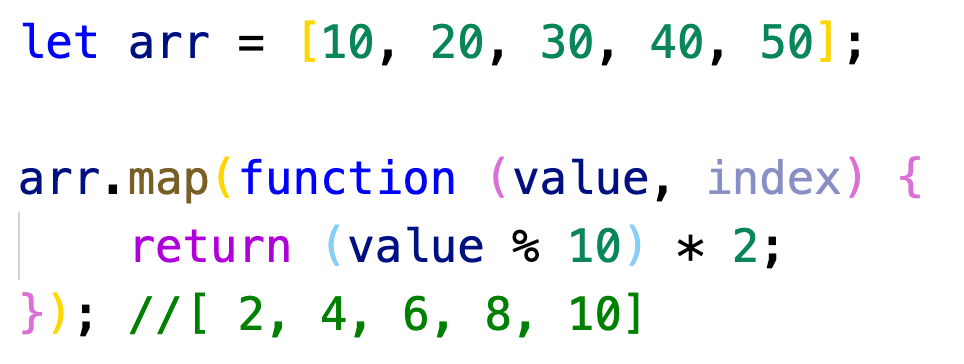 let arr = [10, 20, 30, 40, 50];
arr.map(function (value, index) {
return (value % 10) * 2;
}); //[ 2, 4, 6, 8, 10]